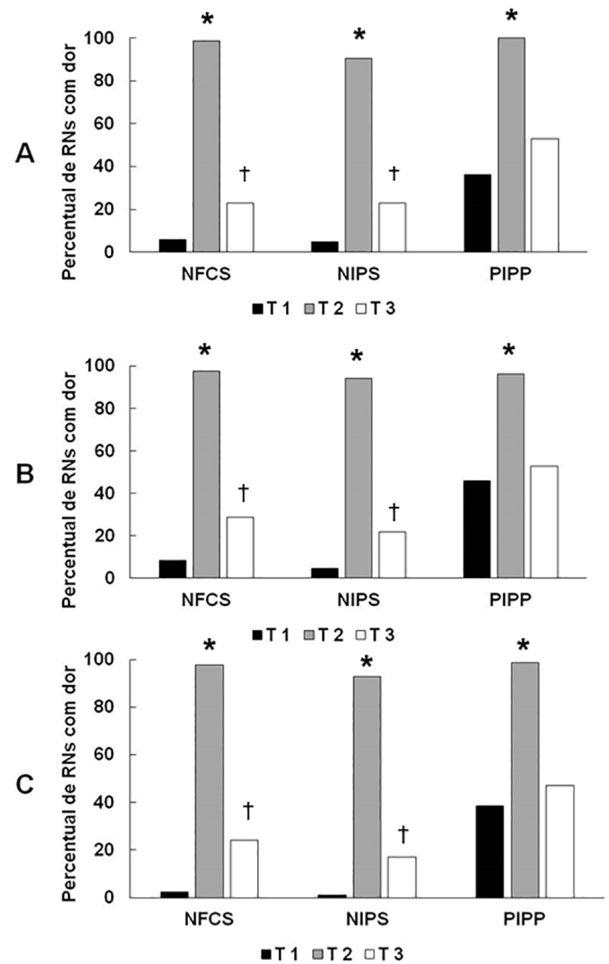 A
Percentual de RNs com dor
100
80
60
40
20
0
* * *
† †
NFCS NIPS PIPP
T 1 T 2 T 3
B
Percentual de RNs com dor
100
80
60
40
20
0
* * *
† †
NFCS NIPS PIPP
T 1 T 2 T 3
C
Percentual de RNs com dor
100
80
60
40
20
0
* * *
† †
NFCS NIPS PIPP
T 1 T 2 T 3